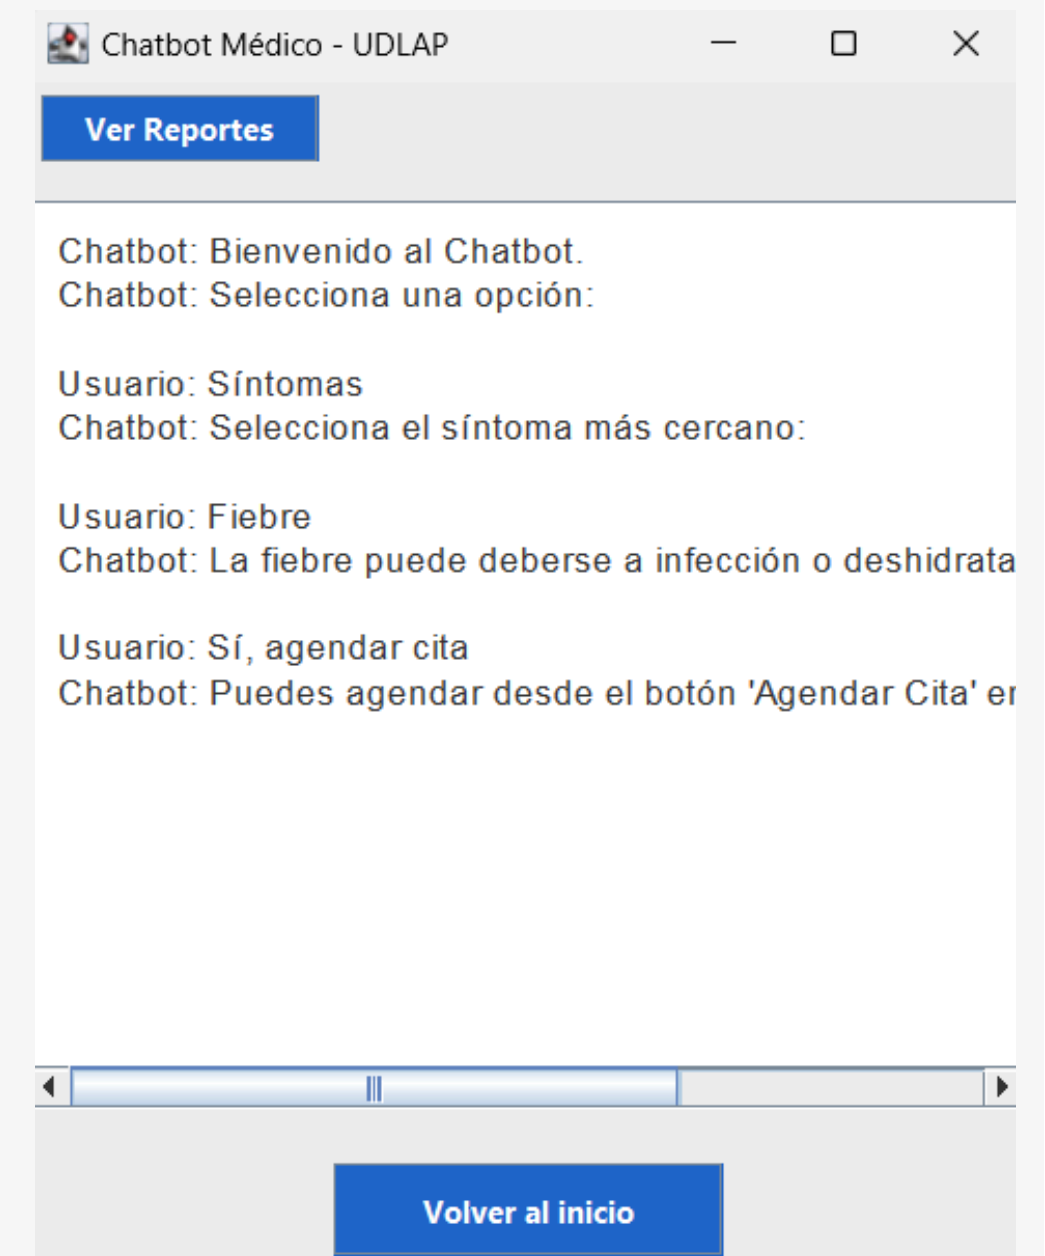 Chatbot Médico - UDLAP
Ver Reportes
Chatbot: Bienvenido al Chatbot.
Chatbot: Selecciona una opción:
Usuario: Síntomas
Chatbot: Selecciona el síntoma más cercano:
Usuario: Fiebre
Chatbot: La fiebre puede deberse a infección o deshidrata
Usuario: Sí, agendar cita
Chatbot: Puedes agendar desde el botón 'Agendar Cita'
Volver al inicio